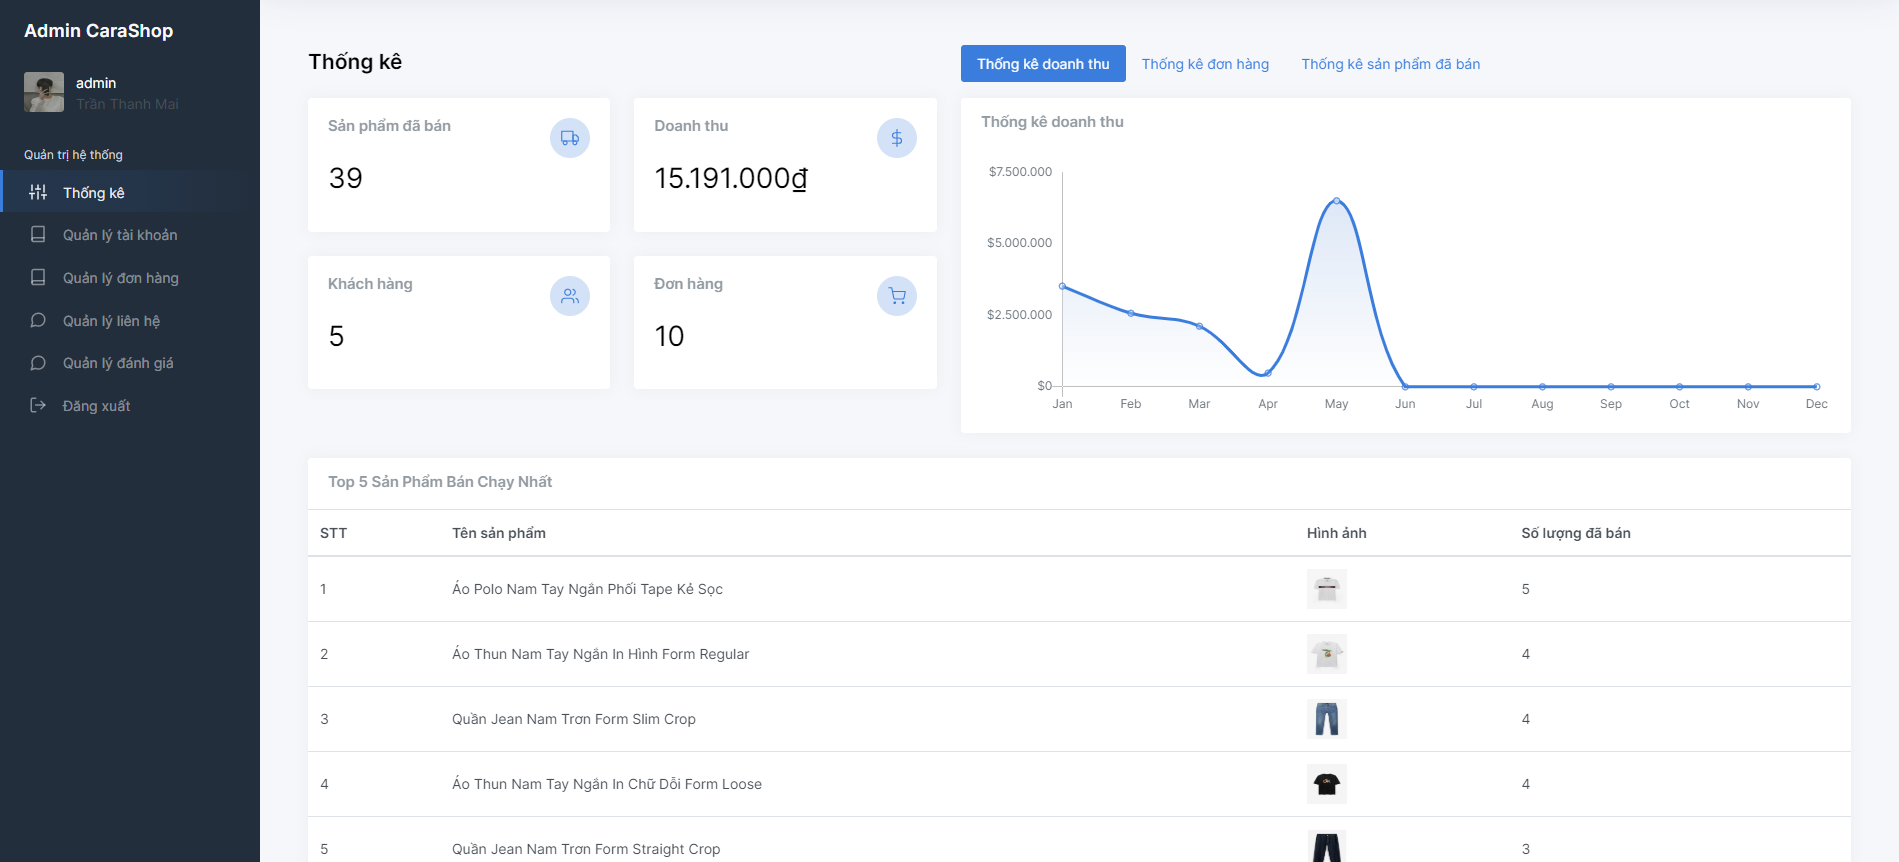 Admin CaraShop
admin
Trần Thanh Mai
Quản trị hệ thống
Thống kê
Quản lý tài khoản
Quản lý đơn hàng
Quản lý liên hệ
Quản lý đánh giá
Đăng xuất
Thống kê
Sản phẩm đã bán
39
Doanh thu
15.191.000₫
Khách hàng
5
Đơn hàng
10
Thống kê doanh thu Thống kê đơn hàng Thống kê sản phẩm đã bán
Thống kê doanh thu
$7.500.000
$5.000.000
$2.500.000
$0
Jan Feb Mar Apr May Jun Jul Aug Sep Oct Nov Dec
Top 5 Sản Phẩm Bán Chạy Nhất
STT Tên sản phẩm Hình ảnh Số lượng đã bán
1 Áo Polo Nam Tay Ngắn Phối Tape Kẻ Sọc 5
2 Áo Thun Nam Tay Ngắn In Hình Form Regular 4
3 Quần Jean Nam Trơn Form Slim Crop 4
4 Áo Thun Nam Tay Ngắn In Chữ Dỗi Form Loose 4
5 Quần Jean Nam Trơn Form Straight Crop 3